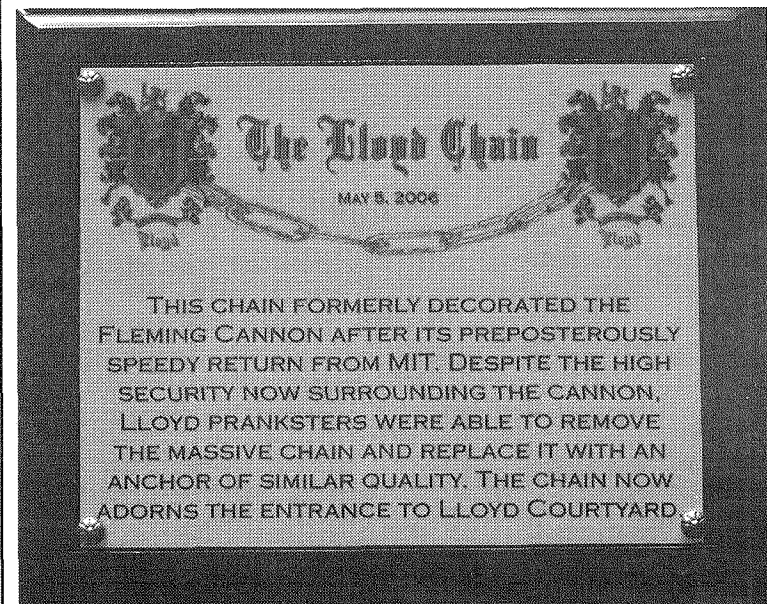 The Lloyd Chain
MAY 5, 2006
Lloyd
Lloyd
THIS CHAIN FORMERLY DECORATED THE
FLEMING CANNON AFTER ITS PREPOSTEROUSLY
SPEEDY RETURN FROM MIT. DESPITE THE HIGH
SECURITY NOW SURROUNDING THE CANNON,
LLOYD PRANKSTERS WERE ABLE TO REMOVE
THE MASSIVE CHAIN AND REPLACE IT WITH AN
ANCHOR OF SIMILAR QUALITY. THE CHAIN NOW
ADORNS THE ENTRANCE TO LLOYD COURTYARD.